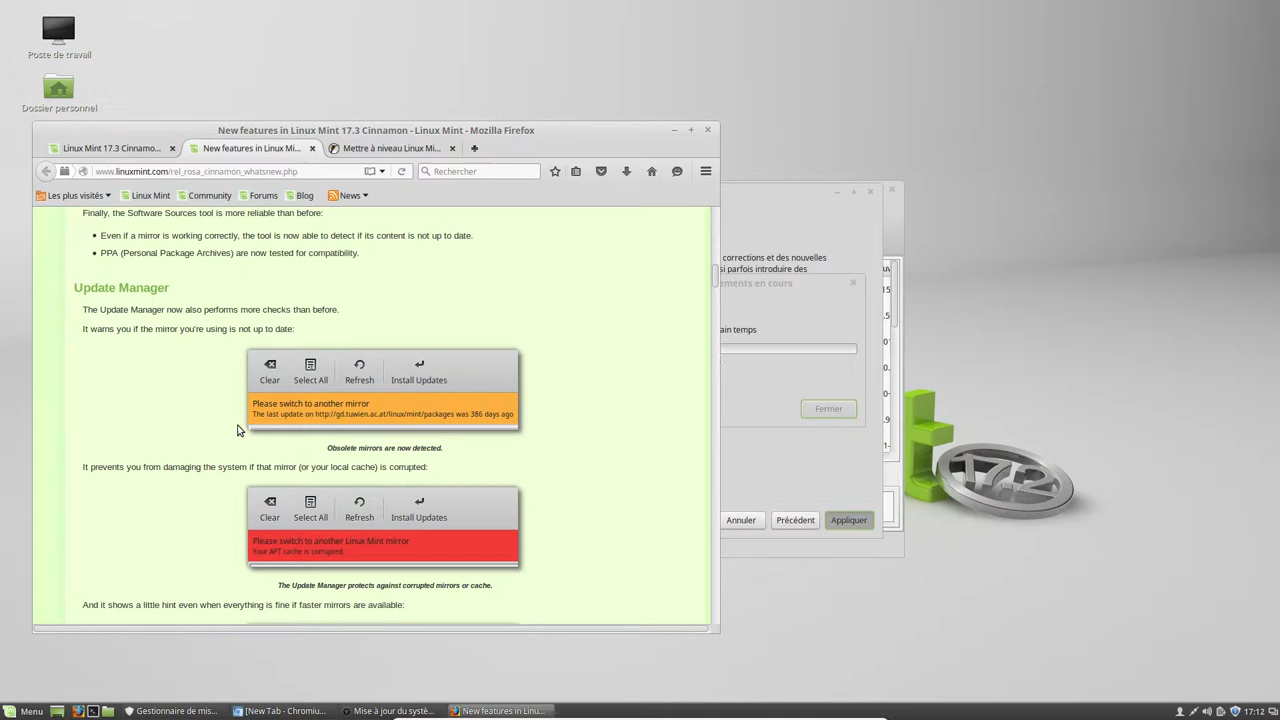 Poste de travail
Dossier personnel
New features in Linux Mint 17.3 Cinnamon - Linux Mint - Mozilla Firefox
Linux Mint 17.3 Cinnamo...
New features in Linux Mi...
Mettre à niveau Linux M...
www.linuxmint.com/rel_rosa_cinnamon_whatsnew.php
Rechercher
Les plus visités
Linux Mint
Community
Forums
Blog
News
Finally, the Software Sources tool is more reliable than before:
Even if a mirror is working correctly, the tool is now able to detect if its content is not up to date.
PPA (Personal Package Archives) are now tested for compatibility.
Update Manager
The Update Manager now also performs more checks than before.
It warns you if the mirror you're using is not up to date:
Clear
Select All
Refresh
Install Updates
Please switch to another mirror
The last update on http://gd.tuwien.ac.at/linux/mint/packages was 386 days ago
Obsolete mirrors are now detected.
It prevents you from damaging the system if that mirror (or your local cache) is corrupted:
Clear
Select All
Refresh
Install Updates
Please switch to another Linux Mint mirror
Your APT cache is corrupted.
The Update Manager protects against corrupted mirrors or cache.
And it shows a little hint even when everything is fine if faster mirrors are available:
corrections et des nouvelles
si parfois introduire des
ements en cours
ain temps
Fermer
Annuler
Précédent
Appliquer
17.2
Menu
Gestionnaire de mis...
[New Tab - Chromiu...
Mise à jour du systè...
New features in Linu...
17:12